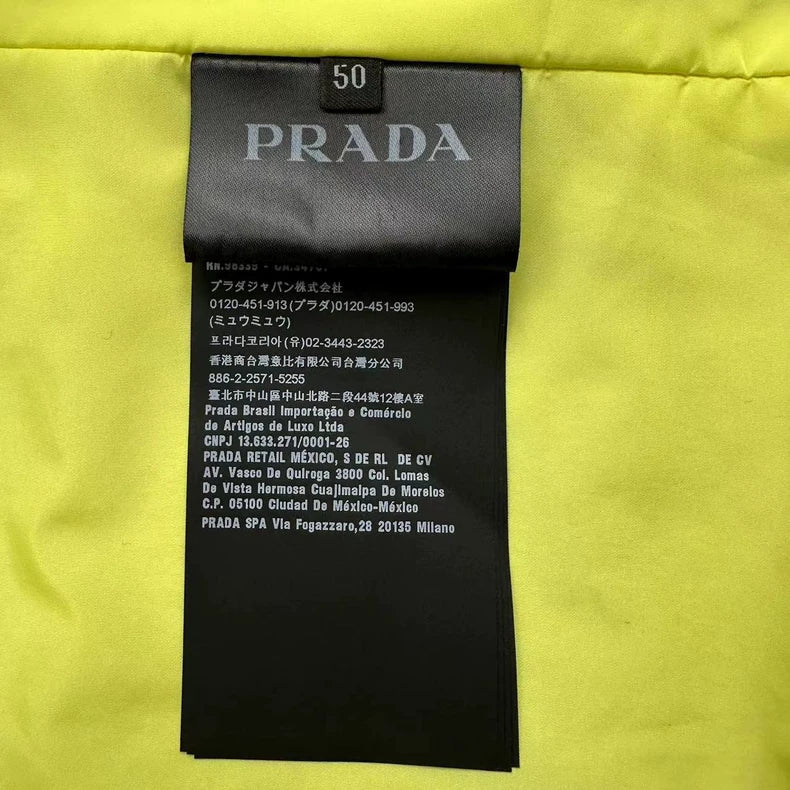 50
PRADA
プラダジャパン株式会社
0120-451-913(プラダ)0120-451-993
(ミュウミュウ)
프라다코리아(유)02-3443-2323
香港商台灣意比有限公司台灣分公司
886-2-2571-5255
臺北市中山區中山北路二段44號12樓A室
Prada Brasil Importação e Comércio
de Artigos de Luxo Ltda
CNPJ 13.633.271/0001-26
PRADA RETAIL MÉXICO, S DE RL DE CV
AV. Vasco De Quiroga 3800 Col. Lomas
De Vista Hermosa Cuajimalpa De Morelos
C.P. 05100 Ciudad De México-México
PRADA SPA Via Fogazzaro,28 20135 Milano